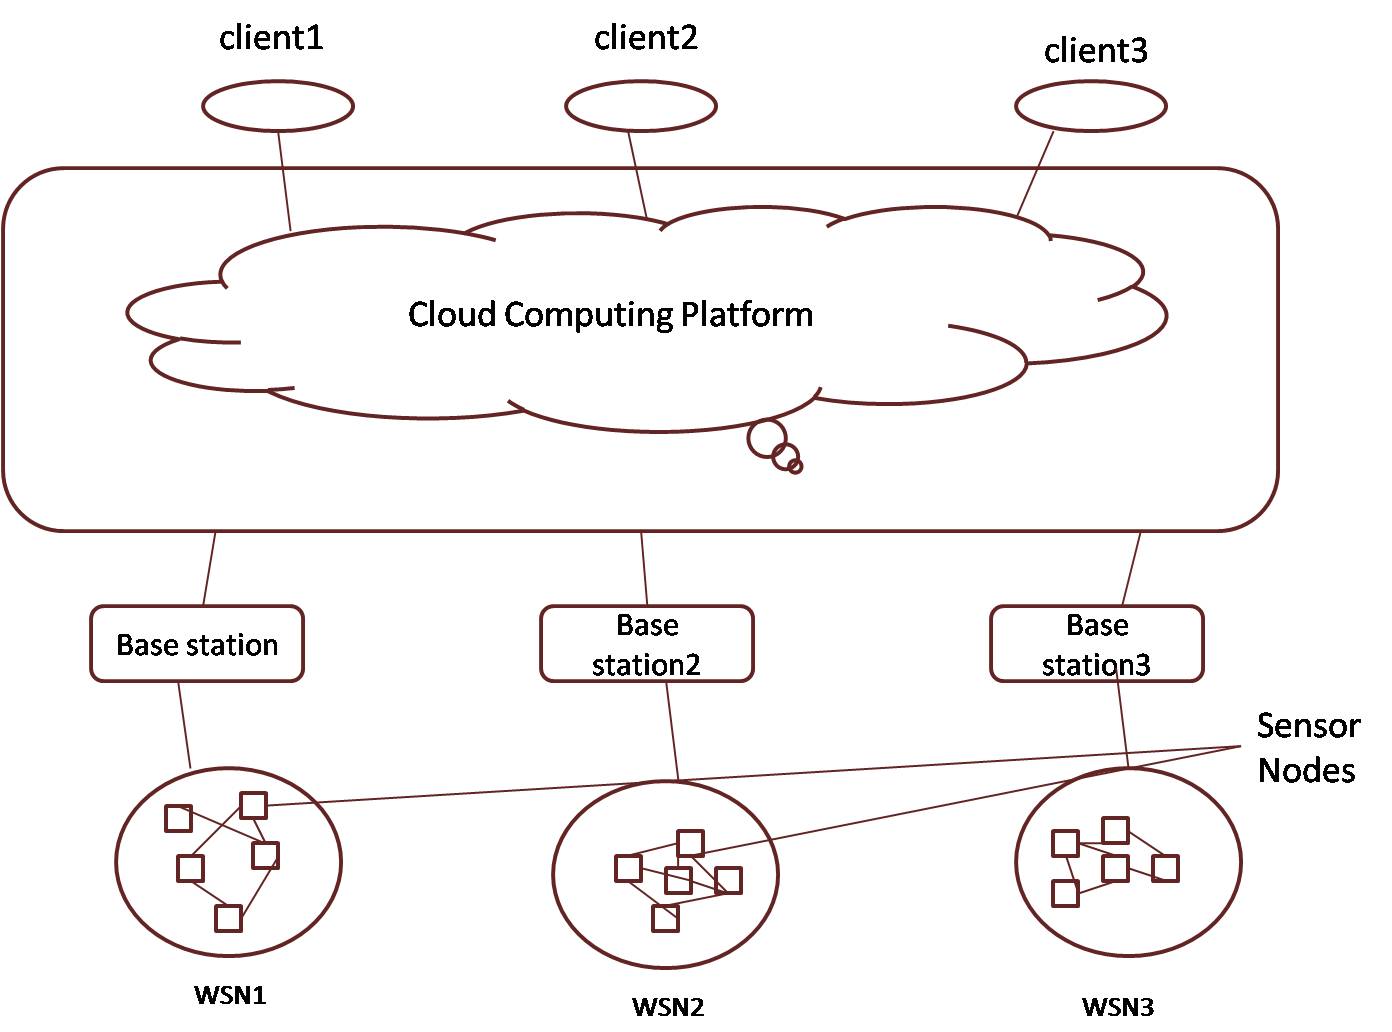 client1
client2
client3
Cloud Computing Platform
Base station
Base
station2
Base
station3
Sensor
Nodes
WSN1
WSN2
WSN3